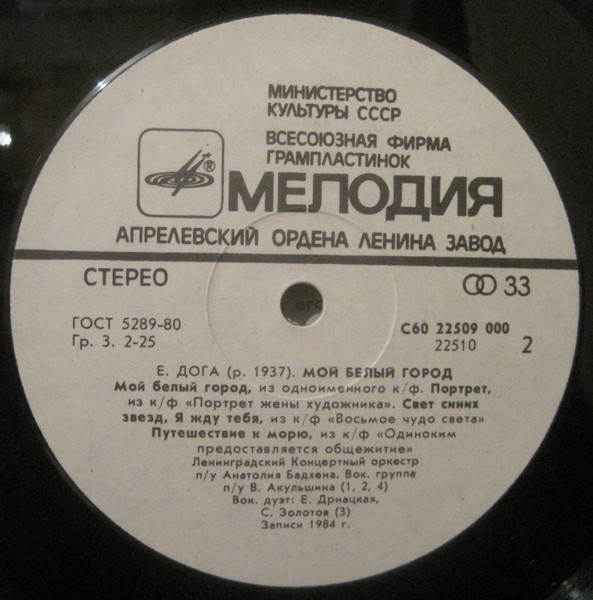 МИНИСТЕРСТВО
КУЛЬТУРЫ СССР
ВСЕСОЮЗНАЯ ФИРМА
ГРАМПЛАСТИНОК
®
МЕЛОДИЯ
АПРЕЛЕВСКИЙ ОРДЕНА ЛЕНИНА ЗАВОД
СТЕРЕО 33
ГОСТ 5289-80 С60 22509 000
Гр. 3. 2-25 22510 2
Е. ДОГА (р. 1937). МОЙ БЕЛЫЙ ГОРОД
Мой белый город, из одноименного к/ф. Портрет,
из к/ф «Портрет жены художника». Свет синих
звезд, Я жду тебя, из к/ф «Восьмое чудо света»
Путешествие к морю, из к/ф «Одиноким
предоставляется общежитие»
Ленинградский Концертный оркестр
п/у Анатолия Бадхена. Вок. группа
п/у В. Акульшина (1, 2, 4)
Вок. дуэт: Е. Дриацкая,
С. Золотов (3)
Записи 1984 г.